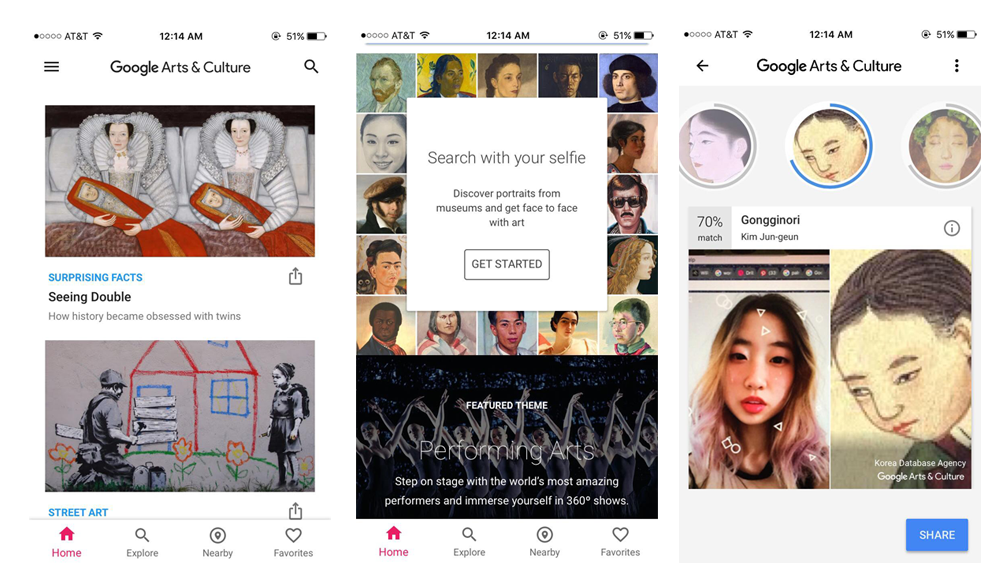 AT&T 12:14 AM 51%
Google Arts & Culture
SURPRISING FACTS
Seeing Double
How history became obsessed with twins
STREET ART
Home Explore Nearby Favorites
AT&T 12:14 AM 51%
Search with your selfie
Discover portraits from
museums and get face to face
with art
GET STARTED
FEATURED THEME
Performing Arts
Step on stage with the world's most amazing
performers and immerse yourself in 360º shows.
Home Explore Nearby Favorites
AT&T 12:14 AM 51%
Google Arts & Culture
70%
match
Gongginori
Kim Jun-geun
Korea Database Agency
Google Arts & Culture
SHARE